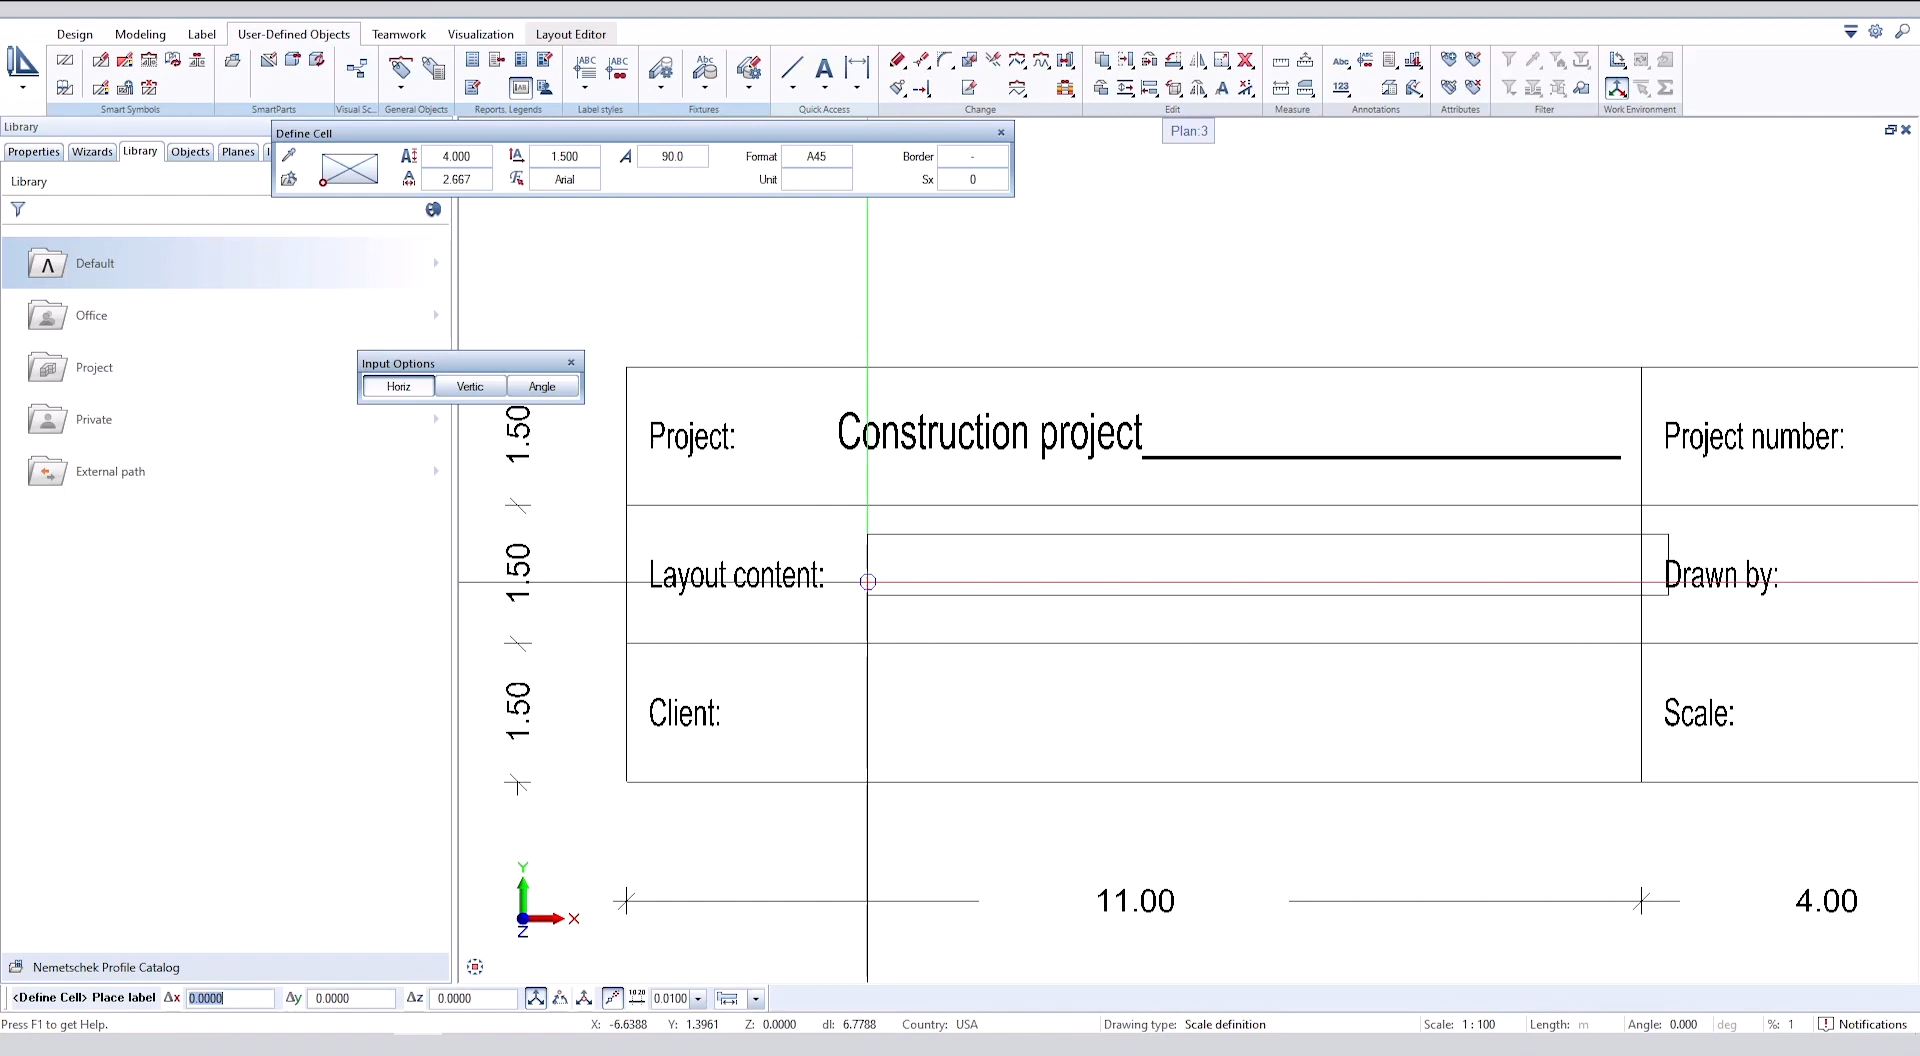 Design Modeling Label User-Defined Objects Teamwork Visualization Layout Editor
Smart Symbols SmartParts Visual Sc... General Objects Reports, Legends Label styles Fixtures Quick Access Change Edit Measure Annotations Attributes Filter Work Environment
Library
Define Cell
Plan:3
Properties Wizards Library Objects Planes
4.000 1.500 90.0 Format A45 Border -
2.667 Arial Unit Sx 0
Library
Default
Office
Project
Private
External path
Input Options
Horiz Vertic Angle
1.50
Project: Construction project Project number:
1.50
Layout content: Drawn by:
1.50
Client: Scale:
Y
X
Z
11.00 4.00
Nemetschek Profile Catalog
<Define Cell> Place label Δx 0.0000 Δy 0.0000 Δz 0.0000 10 20 0.0100
Press F1 to get Help. X: -6.6388 Y: 1.3961 Z: 0.0000 dl: 6.7788 Country: USA Drawing type: Scale definition Scale: 1 : 100 Length: m Angle: 0.000 deg %: 1 Notifications